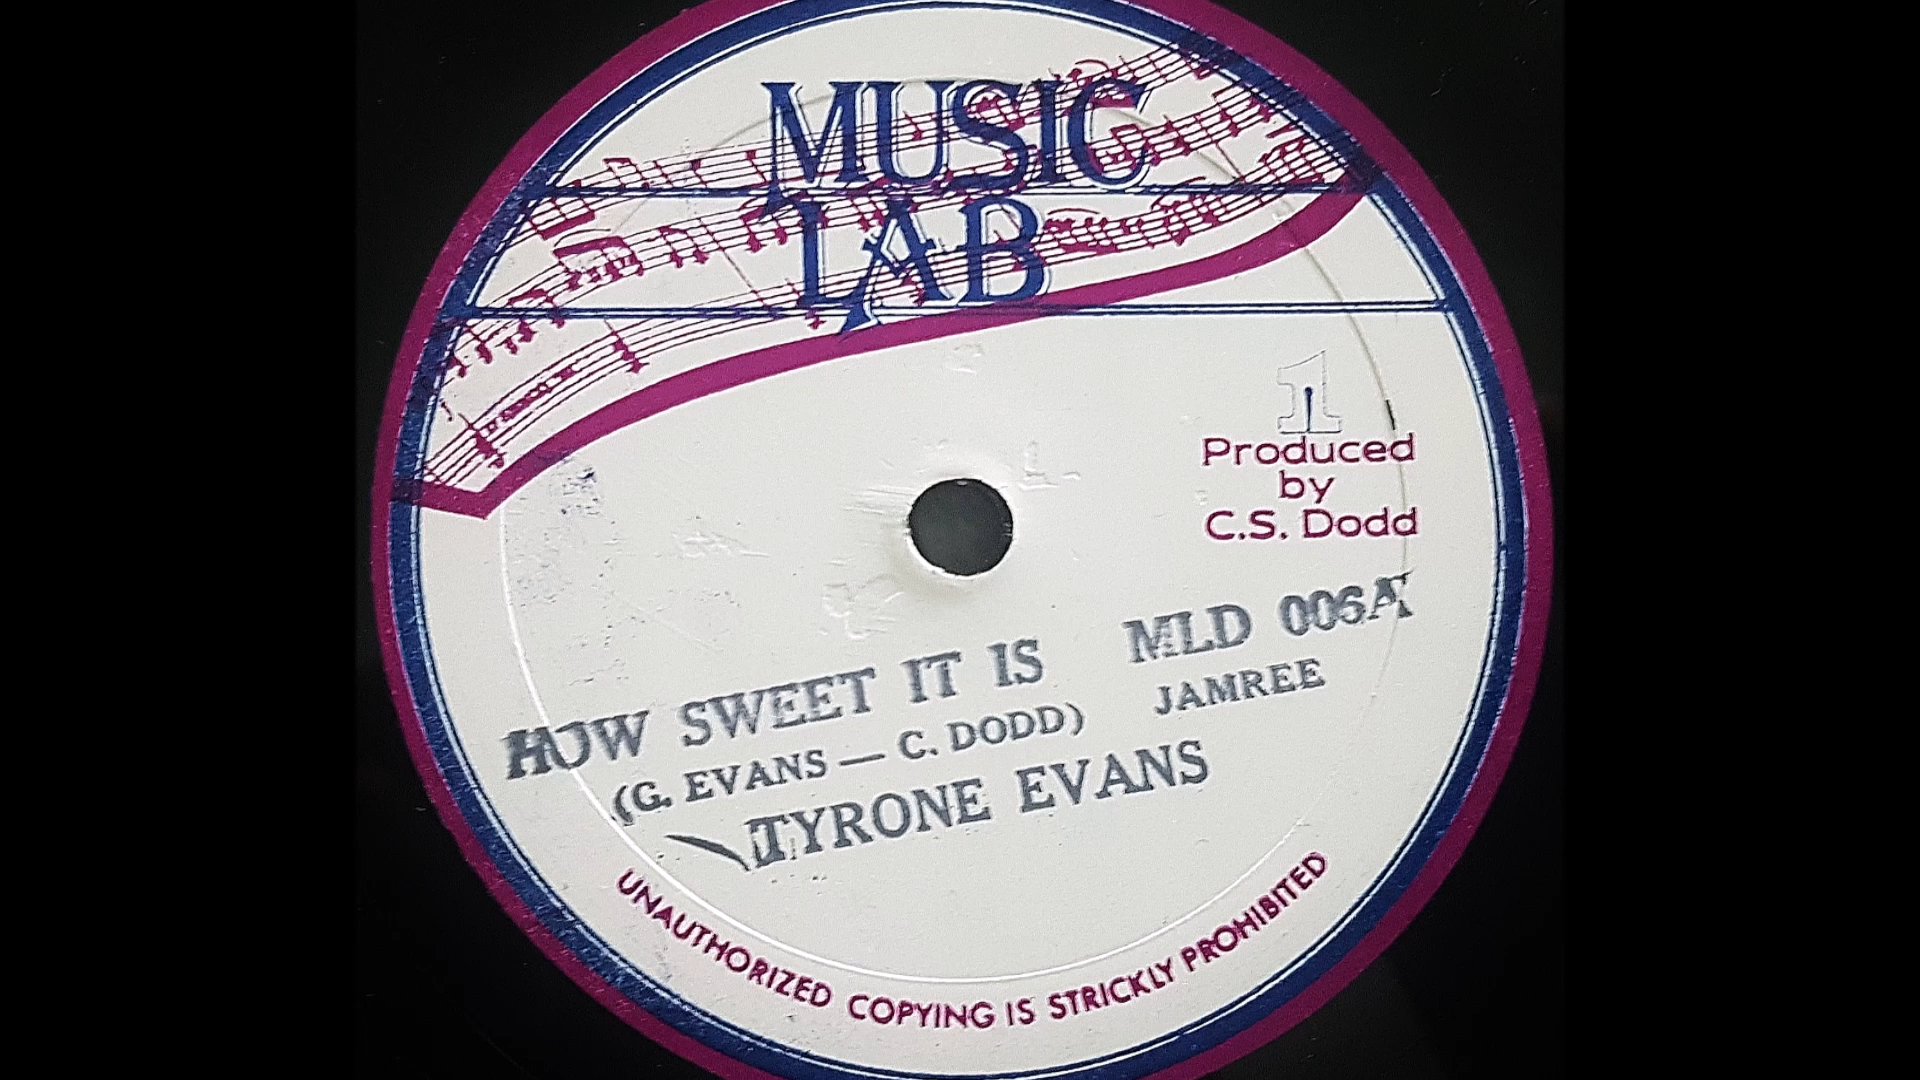 MUSIC
LAB
1
Produced
by
C.S. Dodd
HOW SWEET IT IS MLD 006A
(G. EVANS — C. DODD) JAMREE
TYRONE EVANS
UNAUTHORIZED COPYING IS STRICKLY PROHIBITED